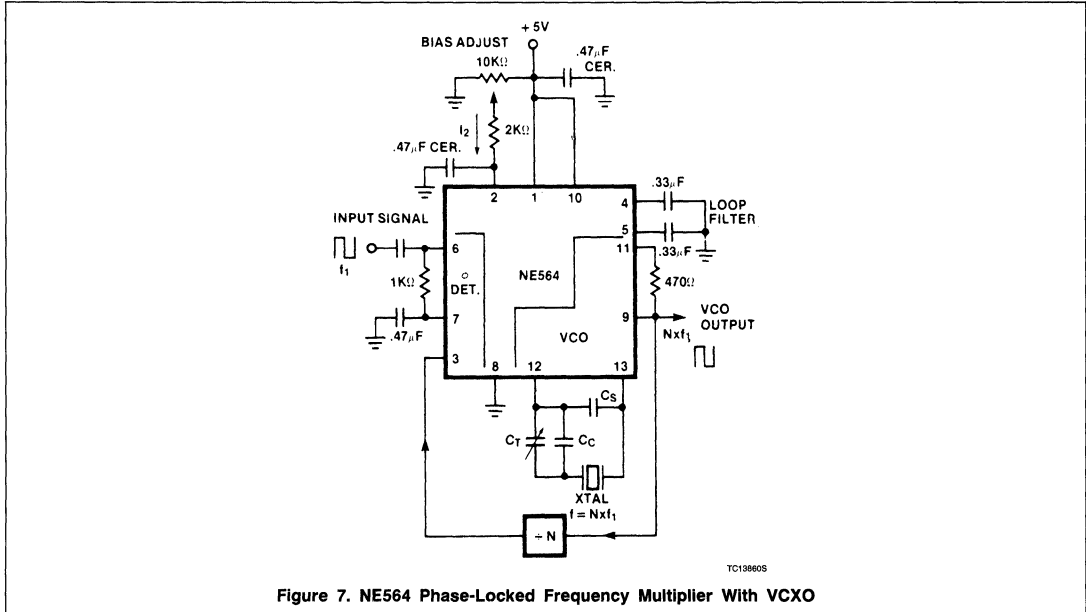 +5V
BIAS ADJUST
10KΩ
.47μF
CER.
I2
2KΩ
.47μF CER.
2
1
10
4
.33μF
LOOP
FILTER
5
.33μF
11
INPUT SIGNAL
6
f1
1KΩ
∅
DET.
NE564
470Ω
7
.47μF
9
VCO
OUTPUT
Nxf1
VCO
3
8
12
13
CS
CT
CC
XTAL
f = Nxf1
÷ N
TC13860S
Figure 7. NE564 Phase-Locked Frequency Multiplier With VCXO